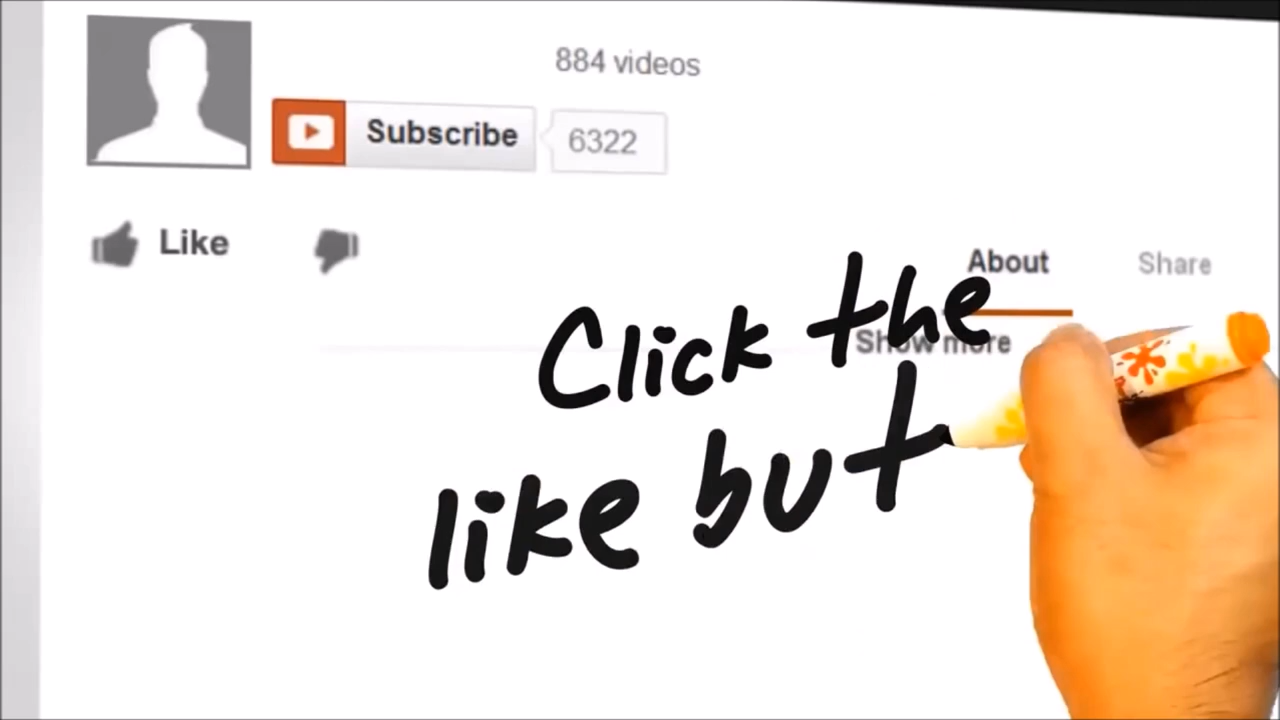 884 videos
Subscribe 6322
Like
About Share
Show more
Click the
like but